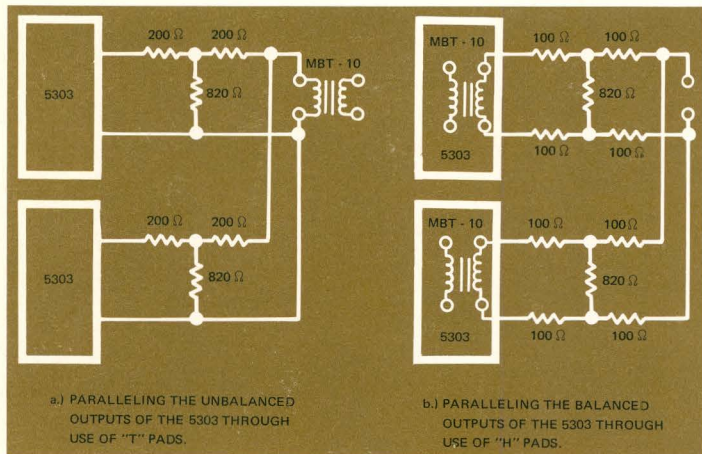 200 Ω 200 Ω
MBT - 10
820 Ω
5303
200 Ω 200 Ω
820 Ω
5303
a.) PARALLELING THE UNBALANCED
OUTPUTS OF THE 5303 THROUGH
USE OF "T" PADS.
100 Ω 100 Ω
MBT - 10
820 Ω
5303
100 Ω 100 Ω
MBT - 10
100 Ω 100 Ω
820 Ω
5303
100 Ω 100 Ω
b.) PARALLELING THE BALANCED
OUTPUTS OF THE 5303 THROUGH
USE OF "H" PADS.